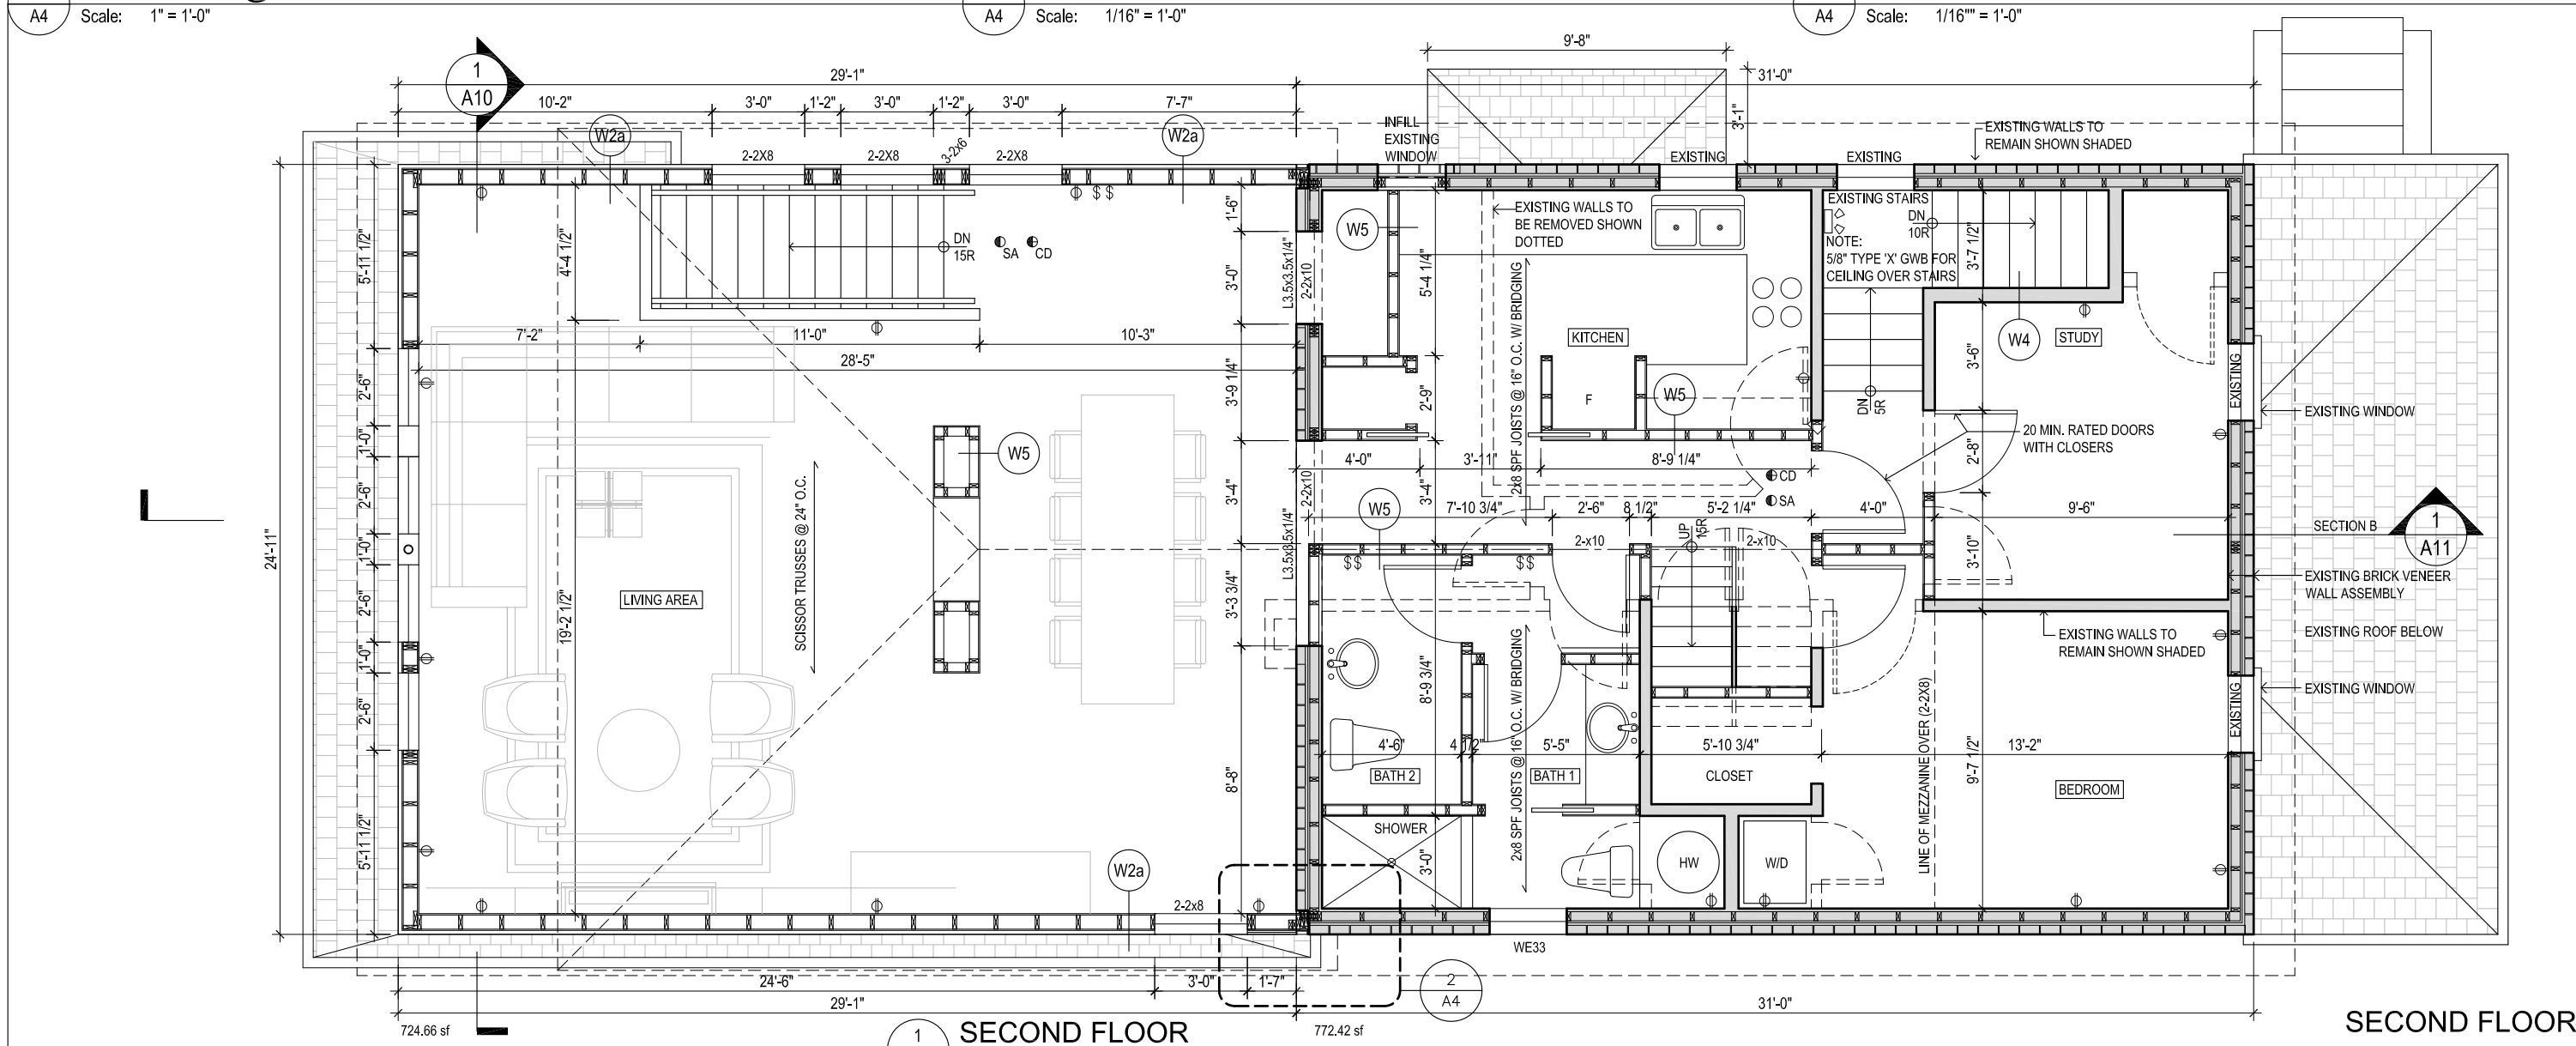 A4 Scale: 1" = 1'-0"
A4 Scale: 1/16" = 1'-0"
A4 Scale: 1/16"" = 1'-0"
9'-8"
1
A10
29'-1"
31'-0"
10'-2" 3'-0" 1'-2" 3'-0" 1'-2" 3'-0" 7'-7"
3'-1"
W2a
W2a
INFILL
EXISTING
WINDOW
EXISTING WALLS TO
REMAIN SHOWN SHADED
2-2X8 2-2X8 3-2x6 2-2X8
EXISTING
EXISTING
$ $
1'-6"
5'-11 1/2"
4'-4 1/2"
DN
15R
SA CD
3'-0"
L3.5x3.5x1/4"
2-2x10
W5
EXISTING WALLS TO
BE REMOVED SHOWN
DOTTED
5'-4 1/4"
EXISTING STAIRS
DN
10R
NOTE:
5/8" TYPE 'X' GWB FOR
CEILING OVER STAIRS
3'-7 1/2"
7'-2" 11'-0" 10'-3"
28'-5"
2'-6"
3'-9 1/4"
2x8 SPF JOISTS @ 16" O.C. W/ BRIDGING
KITCHEN
W4
STUDY
3'-6"
2'-9"
F
W5
DN
5R
EXISTING
EXISTING WINDOW
1'-0"
W5
20 MIN. RATED DOORS
WITH CLOSERS
2'-8"
4'-0" 3'-11" 8'-9 1/4"
2'-6"
SCISSOR TRUSSES @ 24" O.C.
3'-4"
2-2x10
3'-4"
CD
SA
W5
7'-10 3/4" 2'-6" 8 1/2" 5'-2 1/4" 4'-0" 9'-6"
SECTION B
1
A11
24'-11"
1'-0"
L3.5x3.5x1/4"
2-x10
UP
15R
2-x10
3'-10"
$$
$$
EXISTING BRICK VENEER
WALL ASSEMBLY
2'-6"
LIVING AREA
19'-2 1/2"
3'-3 3/4"
EXISTING ROOF BELOW
EXISTING WALLS TO
REMAIN SHOWN SHADED
1'-0"
8'-9 3/4"
2x8 SPF JOISTS @ 16" O.C. W/ BRIDGING
LINE OF MEZZANINE OVER (2-2X8)
EXISTING
EXISTING WINDOW
2'-6"
4'-6" 4 1/2" 5'-5" 5'-10 3/4" 13'-2"
8'-8"
BATH 2
BATH 1
CLOSET
9'-7 1/2"
BEDROOM
5'-11 1/2"
SHOWER
3'-0"
HW
W/D
W2a
2-2x8
WE33
24'-6" 3'-0" 1'-7"
2
A4
29'-1"
31'-0"
724.66 sf
1
SECOND FLOOR
772.42 sf
SECOND FLOOR